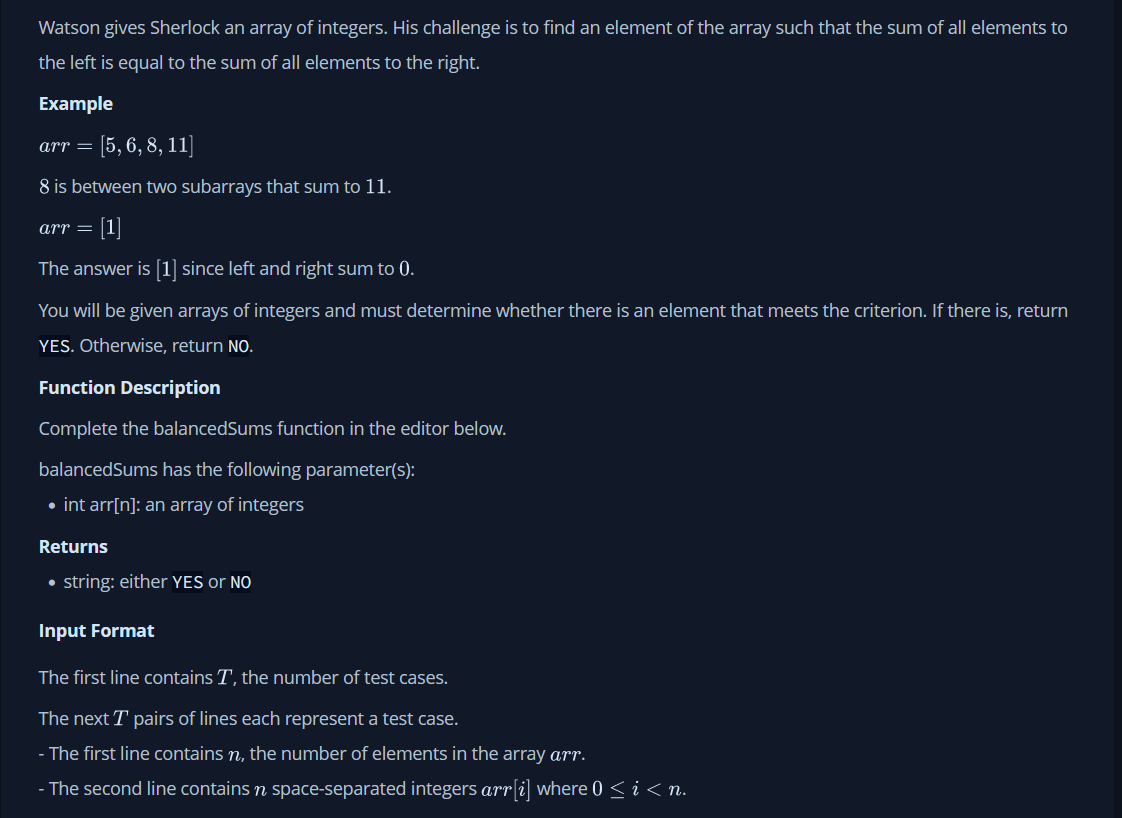 Watson gives Sherlock an array of integers. His challenge is to find an element of the array such that the sum of all elements to
the left is equal to the sum of all elements to the right.
Example
arr = [5, 6, 8, 11]
8 is between two subarrays that sum to 11.
arr = [1]
The answer is [1] since left and right sum to 0.
You will be given arrays of integers and must determine whether there is an element that meets the criterion. If there is, return
YES. Otherwise, return NO.
Function Description
Complete the balancedSums function in the editor below.
balancedSums has the following parameter(s):
• int arr[n]: an array of integers
Returns
• string: either YES or NO
Input Format
The first line contains T, the number of test cases.
The next T pairs of lines each represent a test case.
- The first line contains n, the number of elements in the array arr.
- The second line contains n space-separated integers arr[i] where 0 ≤ i < n.